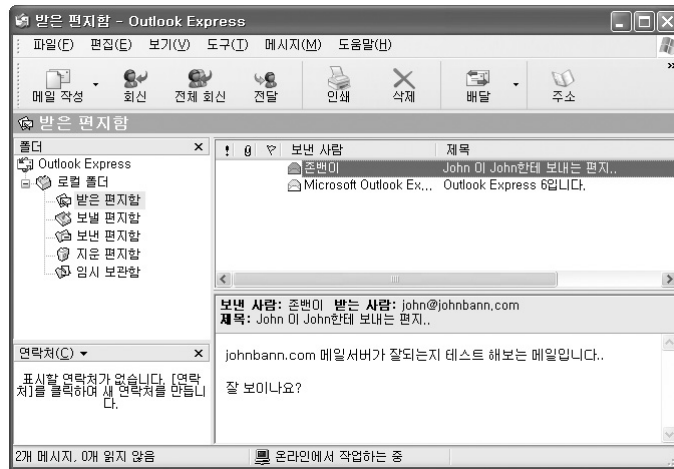 받은 편지함 - Outlook Express
파일(F) 편집(E) 보기(V) 도구(T) 메시지(M) 도움말(H)
메일 작성 회신 전체 회신 전달 인쇄 삭제 배달 주소
받은 편지함
폴더
Outlook Express
로컬 폴더
받은 편지함
보낼 편지함
보낸 편지함
지운 편지함
임시 보관함
연락처(C)
표시할 연락처가 없습니다. [연락
처]를 클릭하여 새 연락처를 만듭니
다.
보낸 사람 제목
존밴이 John 이 John한테 보내는 편지..
Microsoft Outlook Ex... Outlook Express 6입니다.
보낸 사람: 존밴이 받는 사람: john@johnbann.com
제목: John 이 John한테 보내는 편지..
johnbann.com 메일서버가 잘되는지 테스트 해보는 메일입니다..
잘 보이나요?
2개 메시지, 0개 읽지 않음 온라인에서 작업하는 중